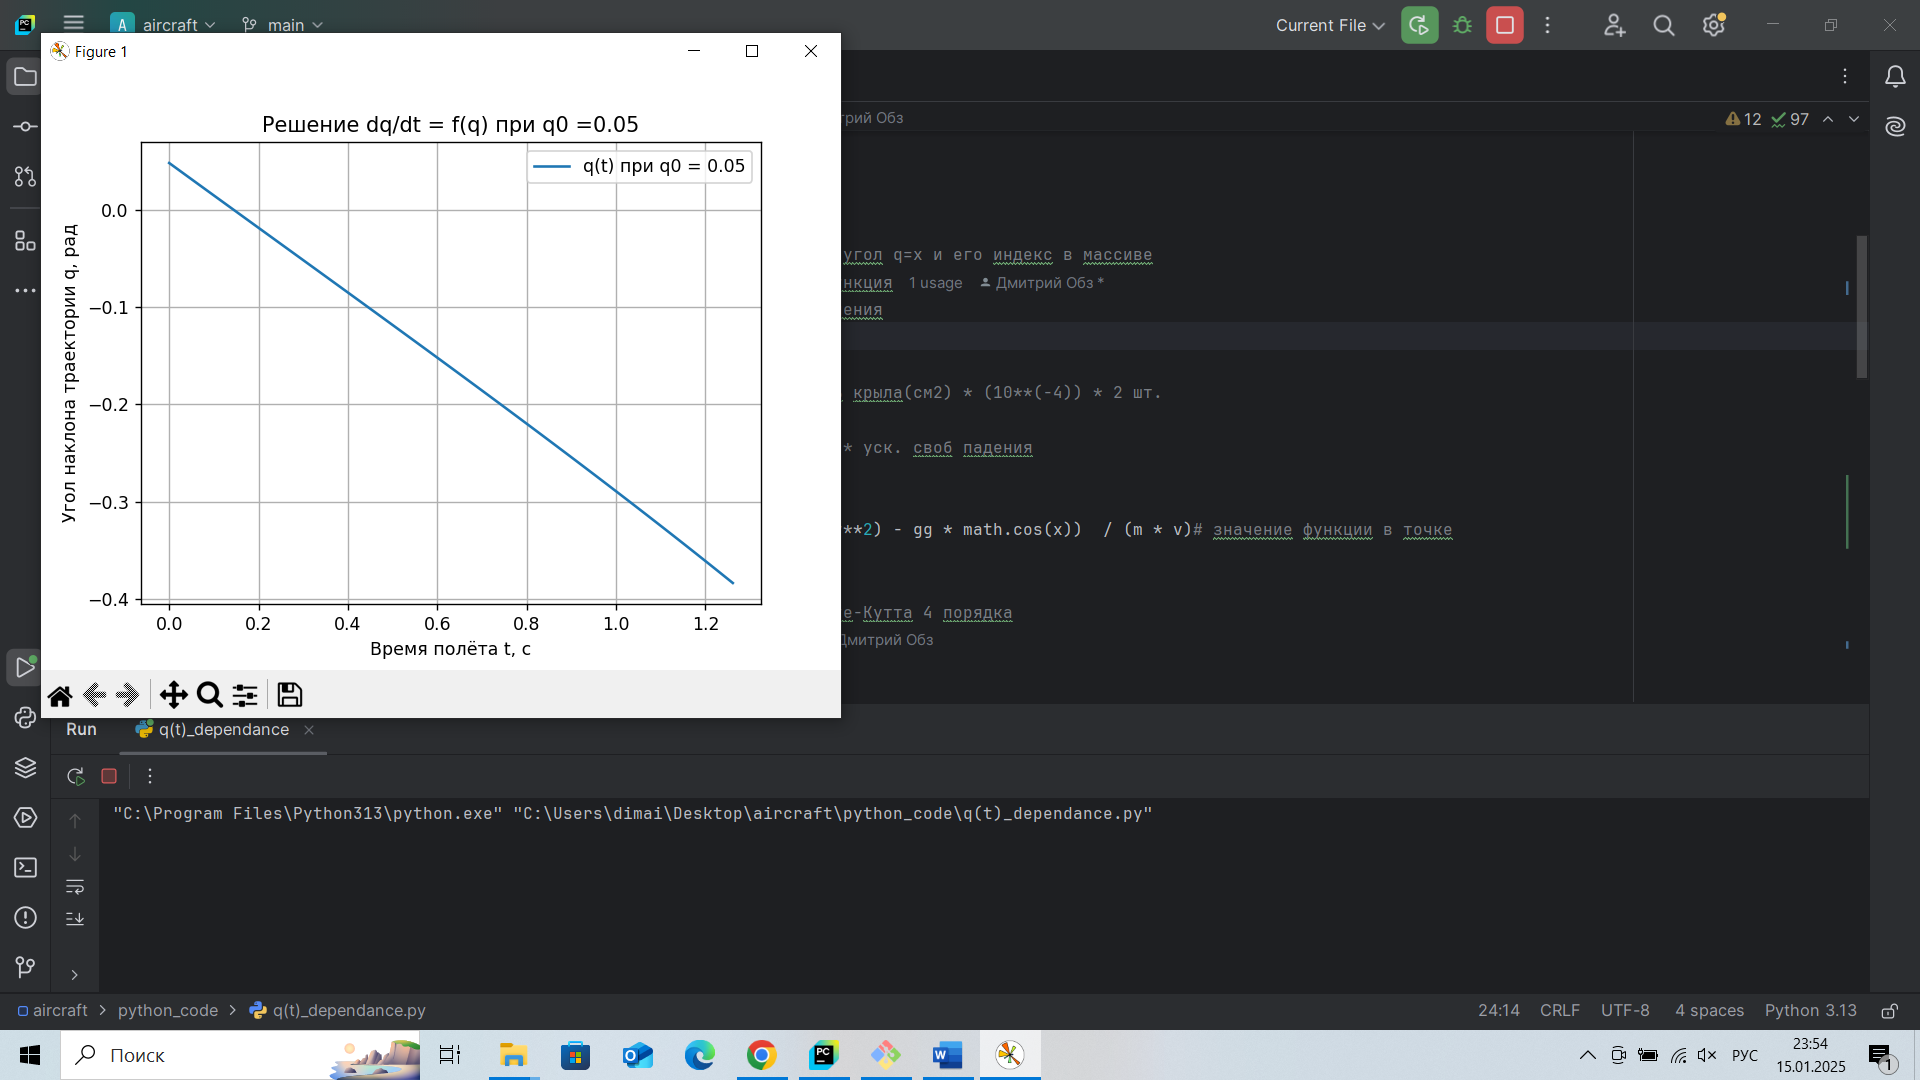 aircraft
main
Current File
Figure 1
Решение dq/dt = f(q) при q0 =0.05
q(t) при q0 = 0.05
Угол наклона траектории q, рад
0.0
−0.1
−0.2
−0.3
−0.4
0.0 0.2 0.4 0.6 0.8 1.0 1.2
Время полёта t, с
трий Обз
12 97
угол q=x и его индекс в массиве
нкция 1 usage Дмитрий Обз *
ения
крыла(см2) * (10**(-4)) * 2 шт.
* уск. своб падения
**2) - gg * math.cos(x)) / (m * v)# значение функции в точке
е-Кутта 4 порядка
Дмитрий Обз
Run q(t)_dependance
"C:\Program Files\Python313\python.exe" "C:\Users\dimai\Desktop\aircraft\python_code\q(t)_dependance.py"
aircraft > python_code > q(t)_dependance.py
24:14 CRLF UTF-8 4 spaces Python 3.13
Поиск
РУС
23:54
15.01.2025
1